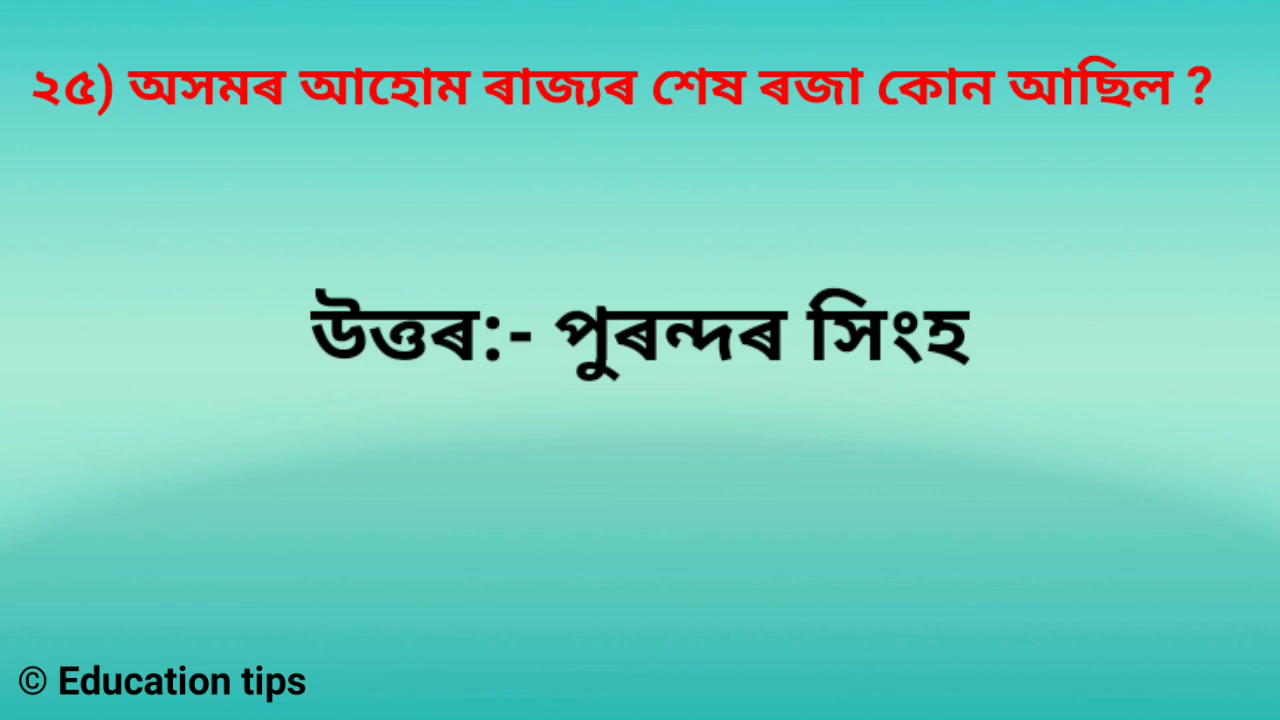 ২৫) অসমৰ আহোম ৰাজ্যৰ শেষ ৰজা কোন আছিল ?
উত্তৰ:- পুৰন্দৰ সিংহ
© Education tips